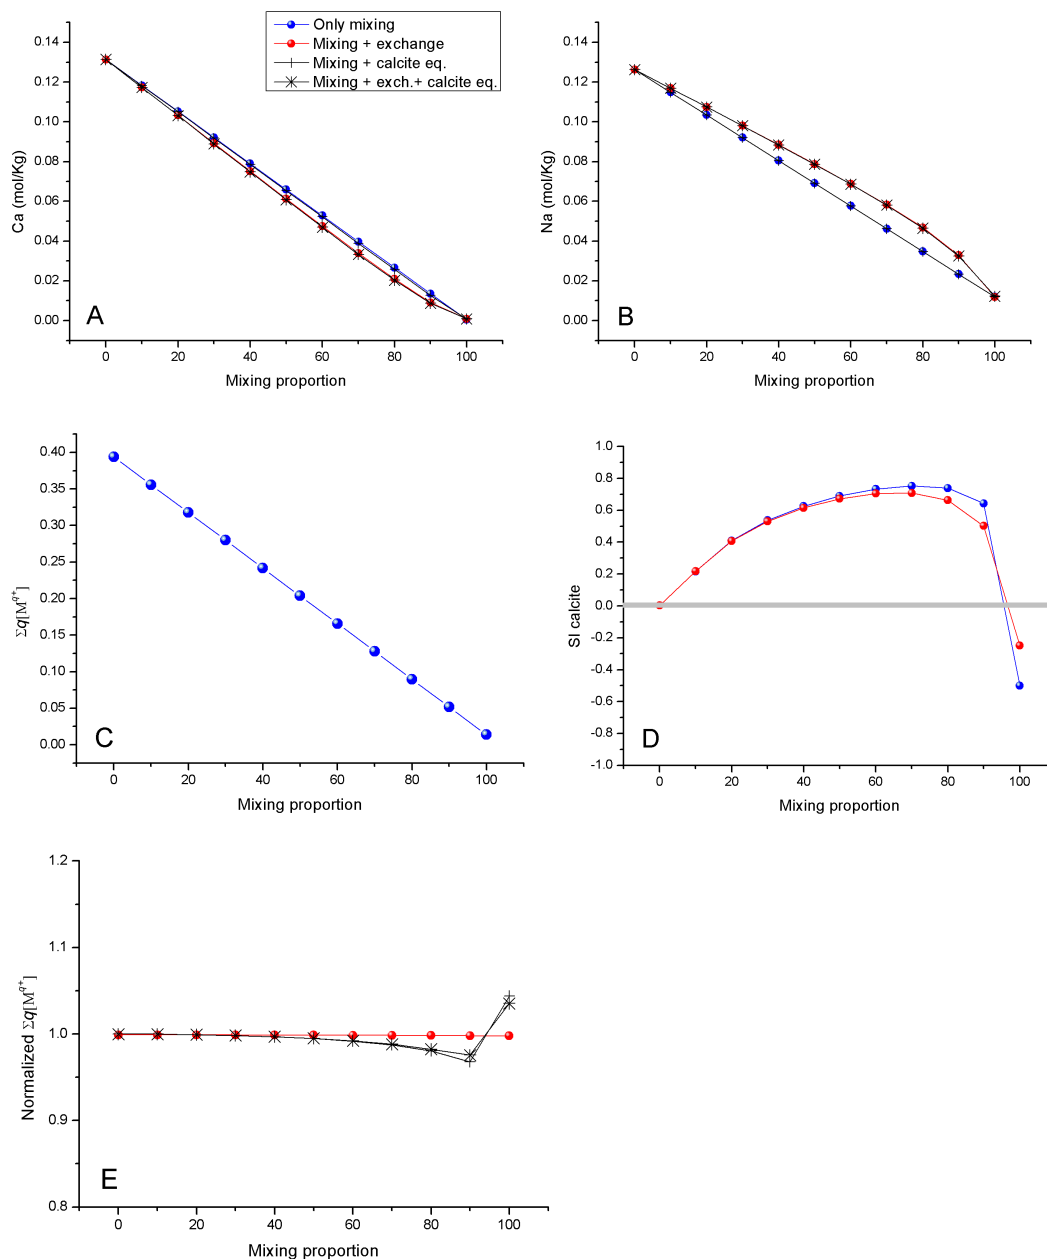 Only mixing
Mixing + exchange
Mixing + calcite eq.
Mixing + exch.+ calcite eq.
0.14
0.12
0.10
0.08
0.06
0.04
0.02
0.00
Ca (mol/Kg)
A
0 20 40 60 80 100
Mixing proportion
0.14
0.12
0.10
0.08
0.06
0.04
0.02
0.00
Na (mol/Kg)
B
0 20 40 60 80 100
Mixing proportion
0.40
0.35
0.30
0.25
0.20
0.15
0.10
0.05
0.00
Σq[M^{q+}]
C
0 20 40 60 80 100
Mixing proportion
1.0
0.8
0.6
0.4
0.2
0.0
-0.2
-0.4
-0.6
-0.8
-1.0
SI calcite
D
0 20 40 60 80 100
Mixing proportion
1.2
1.1
1.0
0.9
0.8
Normalized Σq[M^{q+}]
E
0 20 40 60 80 100
Mixing proportion